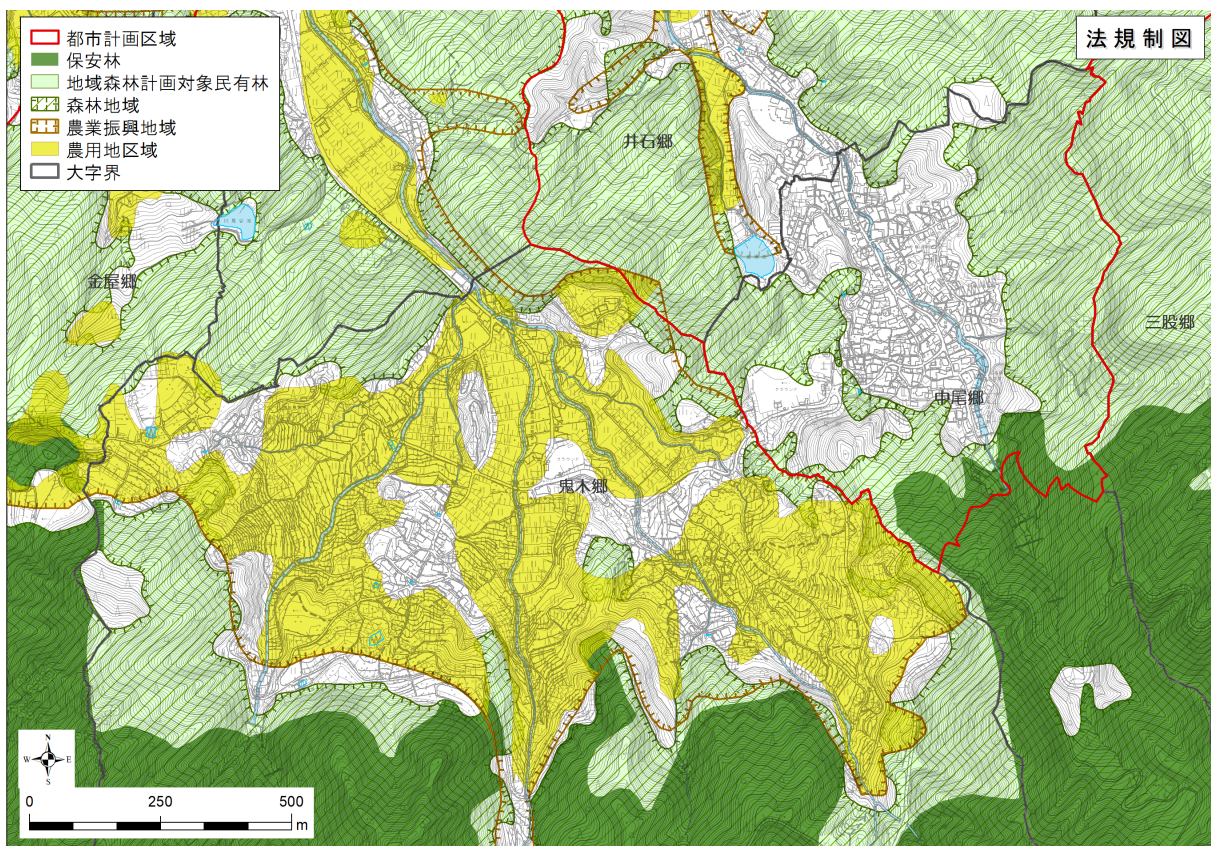 法規制図
都市計画区域
保安林
地域森林計画対象民有林
森林地域
農業振興地域
農用地区域
大字界
井石郷
金屋郷
三股郷
中尾郷
鬼木郷
N
W E
S
0 250 500
m